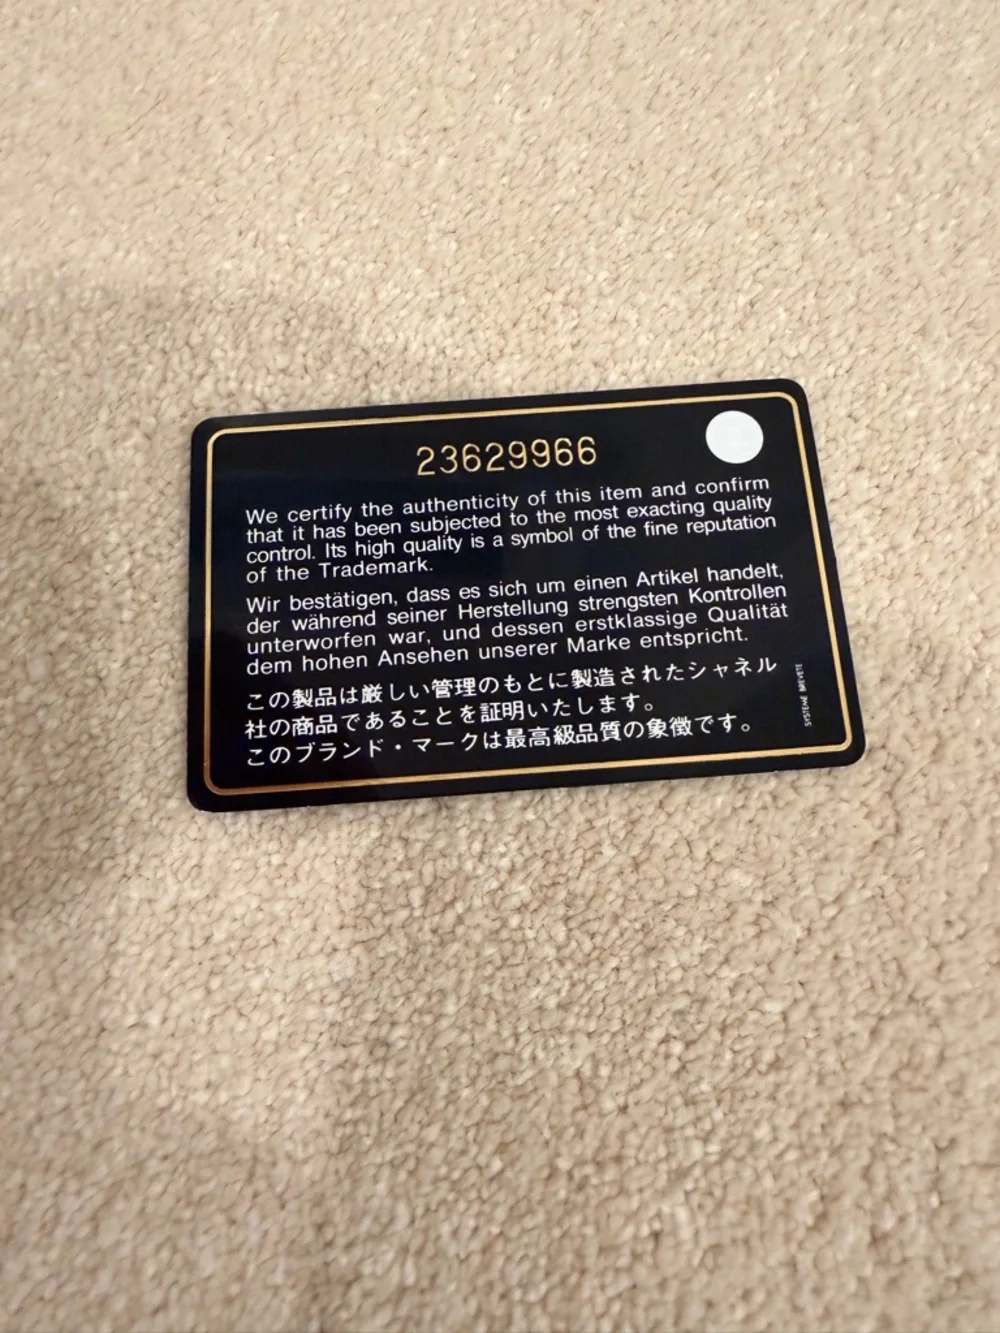 23629966
We certify the authenticity of this item and confirm
that it has been subjected to the most exacting quality
control. Its high quality is a symbol of the fine reputation
of the Trademark.
Wir bestätigen, dass es sich um einen Artikel handelt,
der während seiner Herstellung strengsten Kontrollen
unterworfen war, und dessen erstklassige Qualität
dem hohen Ansehen unserer Marke entspricht.
この製品は厳しい管理のもとに製造されたシャネル
社の商品であることを証明いたします。
このブランド・マークは最高級品質の象徴です。
SYSTEME BREVETE